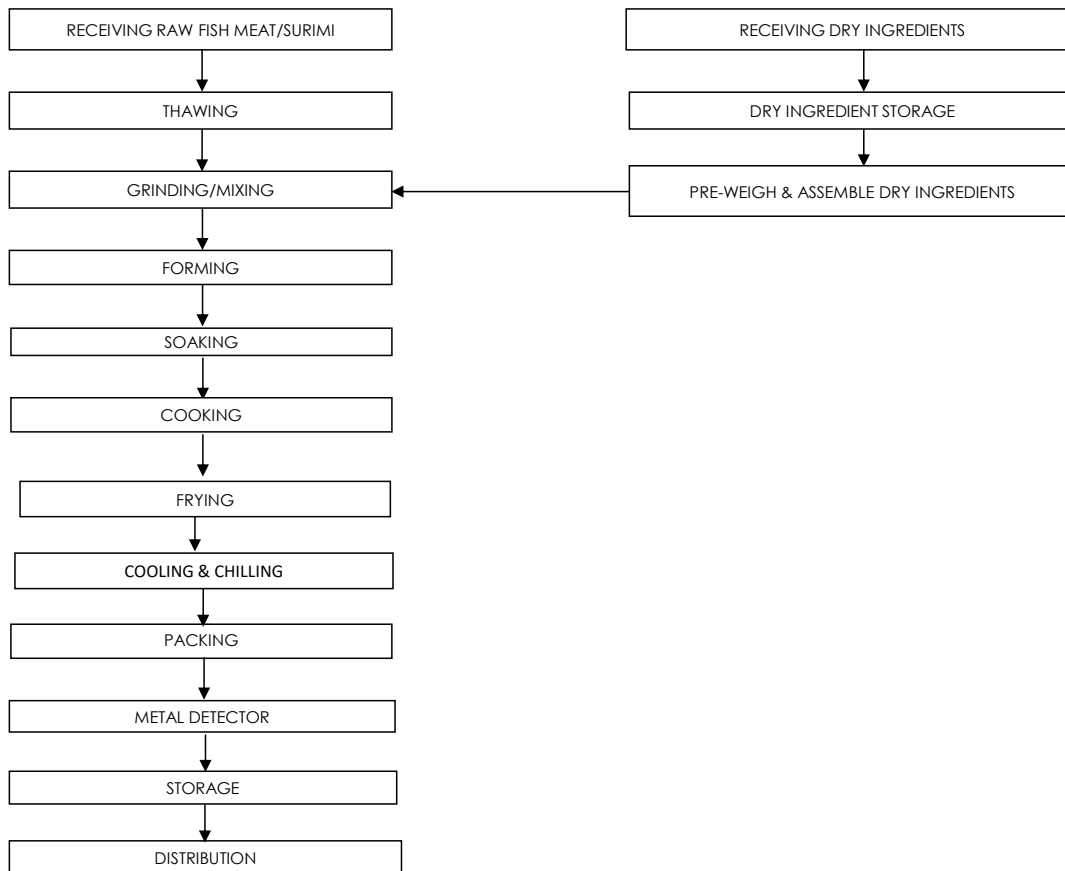 RECEIVING RAW FISH MEAT/SURIMI
RECEIVING DRY INGREDIENTS
THAWING
DRY INGREDIENT STORAGE
GRINDING/MIXING
PRE-WEIGH & ASSEMBLE DRY INGREDIENTS
FORMING
SOAKING
COOKING
FRYING
COOLING & CHILLING
PACKING
METAL DETECTOR
STORAGE
DISTRIBUTION